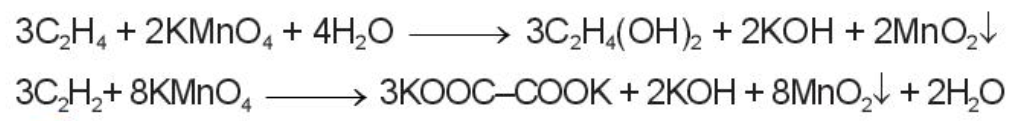 3C₂H₄ + 2KMnO₄ + 4H₂O ⟶ 3C₂H₄(OH)₂ + 2KOH + 2MnO₂↓
3C₂H₂+ 8KMnO₄ ⟶ 3KOOC–COOK + 2KOH + 8MnO₂↓ + 2H₂O